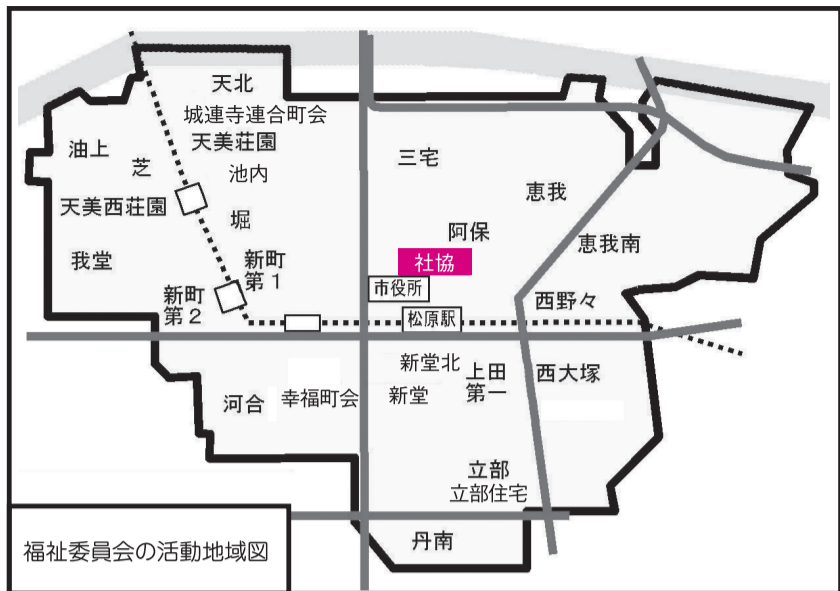 天北
城連寺連合町会
天美荘園
油上
芝
池内
三宅
天美西荘園
堀
恵我
阿保
恵我南
我堂
新町
第1
社協
市役所
新町
第2
西野々
松原駅
新堂北
上田
第一
西大塚
河合
幸福町会
新堂
立部
立部住宅
丹南
福祉委員会の活動地域図